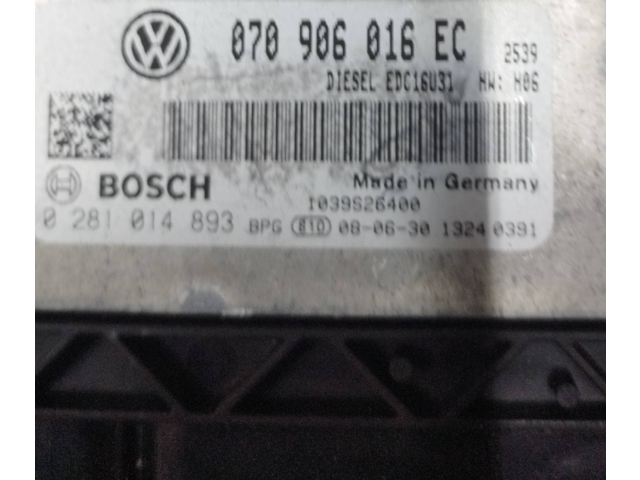 070 906 016 EC 2539
DIESEL EDC16U31 HW: H06
BOSCH Made in Germany
1039S26400
0 281 014 893 BPG 810 08-06-30 1324 0391